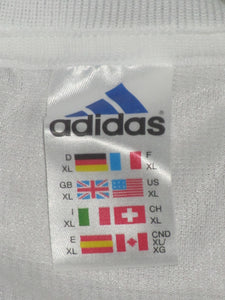 adidas
D F
XL XL
GB US
XL XL
i CH
XL XL
E CND
XL XL/
XG